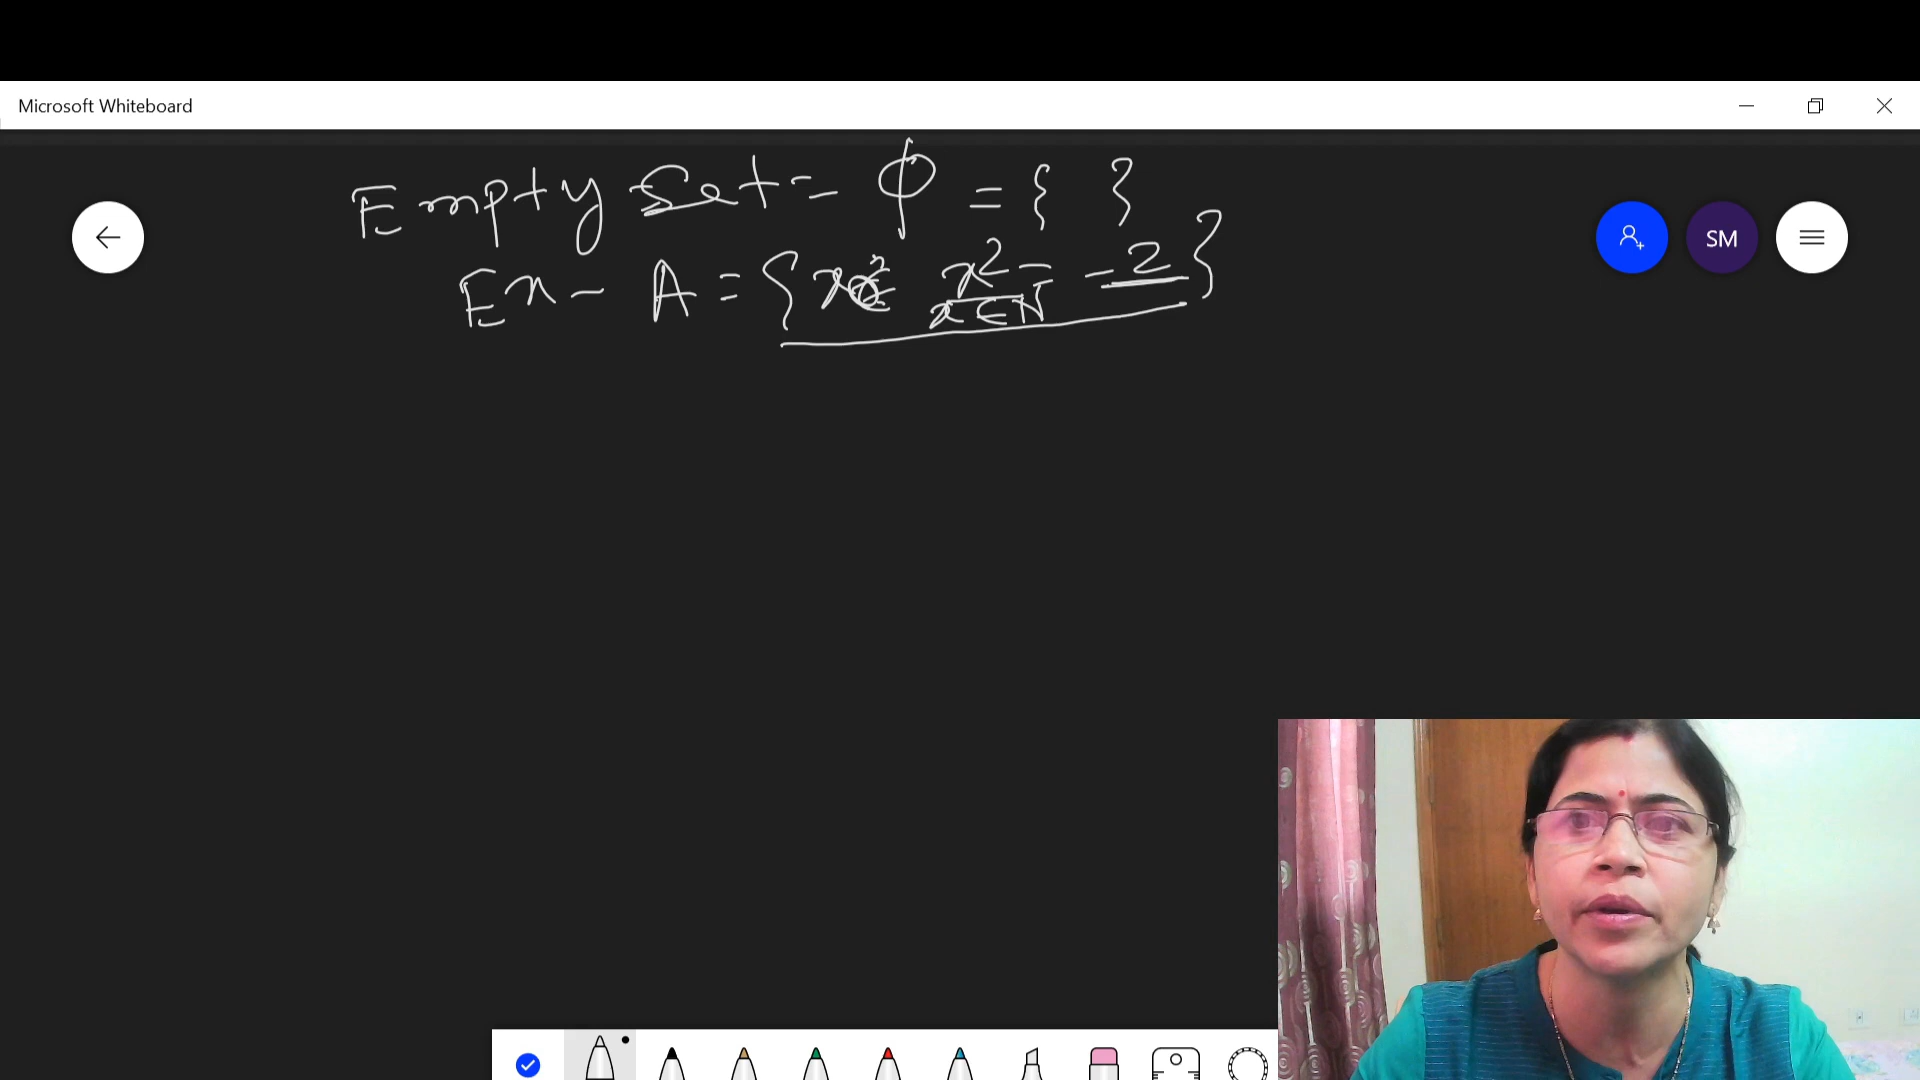 Microsoft Whiteboard
Empty Set = ϕ = { }
SM
Ex - A = { x x² = -2 }
x ∈ N